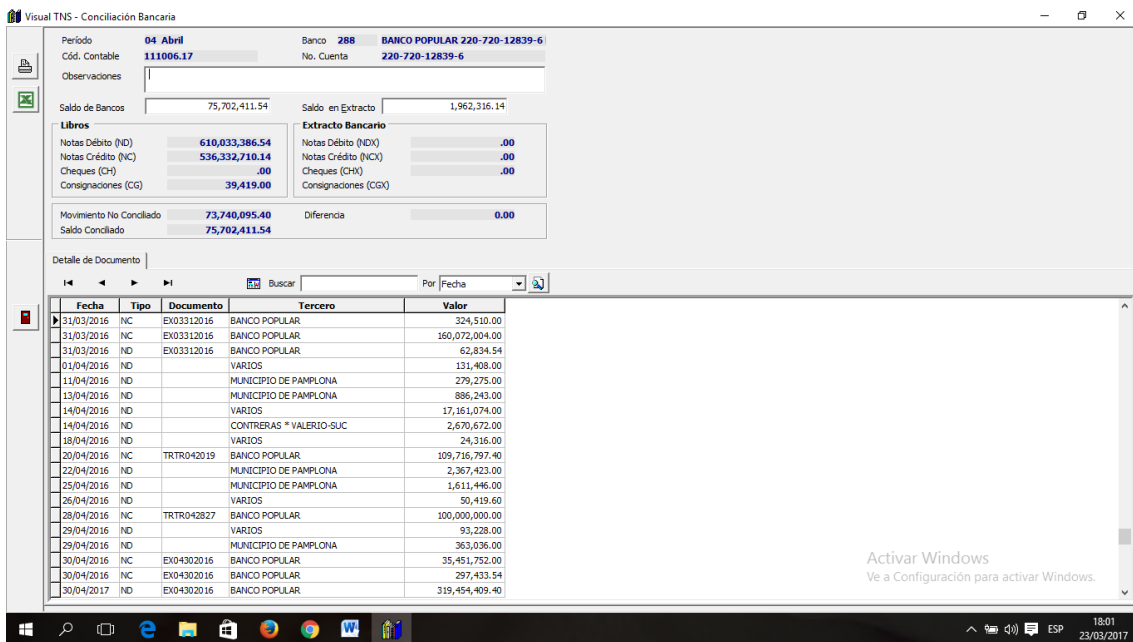 Visual TNS - Conciliación Bancaria
Período 04 Abril Banco 288 BANCO POPULAR 220-720-12839-6
Cód. Contable 111006.17 No. Cuenta 220-720-12839-6
Observaciones
Saldo de Bancos 75,702,411.54 Saldo en Extracto 1,962,316.14
Libros Extracto Bancario
Notas Débito (ND) 610,033,386.54 Notas Débito (NDX) .00
Notas Crédito (NC) 536,332,710.14 Notas Crédito (NCX) .00
Cheques (CH) .00 Cheques (CHX) .00
Consignaciones (CG) 39,419.00 Consignaciones (CGX)
Movimiento No Conciliado 73,740,095.40 Diferencia 0.00
Saldo Conciliado 75,702,411.54
Detalle de Documento
Buscar Por Fecha
Fecha Tipo Documento Tercero Valor
31/03/2016 NC EX03312016 BANCO POPULAR 324,510.00
31/03/2016 NC EX03312016 BANCO POPULAR 160,072,004.00
31/03/2016 ND EX03312016 BANCO POPULAR 62,834.54
01/04/2016 ND VARIOS 131,408.00
11/04/2016 ND MUNICIPIO DE PAMPLONA 279,275.00
13/04/2016 ND MUNICIPIO DE PAMPLONA 886,243.00
14/04/2016 ND VARIOS 17,161,074.00
14/04/2016 ND CONTRERAS * VALERIO-SUC 2,670,672.00
18/04/2016 ND VARIOS 24,316.00
20/04/2016 NC TRTR042019 BANCO POPULAR 109,716,797.40
22/04/2016 ND MUNICIPIO DE PAMPLONA 2,367,423.00
25/04/2016 ND MUNICIPIO DE PAMPLONA 1,611,446.00
26/04/2016 ND VARIOS 50,419.60
28/04/2016 NC TRTR042827 BANCO POPULAR 100,000,000.00
29/04/2016 ND VARIOS 93,228.00
29/04/2016 ND MUNICIPIO DE PAMPLONA 363,036.00
30/04/2016 NC EX04302016 BANCO POPULAR 35,451,752.00
30/04/2016 NC EX04302016 BANCO POPULAR 297,433.54
30/04/2017 ND EX04302016 BANCO POPULAR 319,454,409.40
Activar Windows
Ve a Configuración para activar Windows.
ESP 18:01
23/03/2017